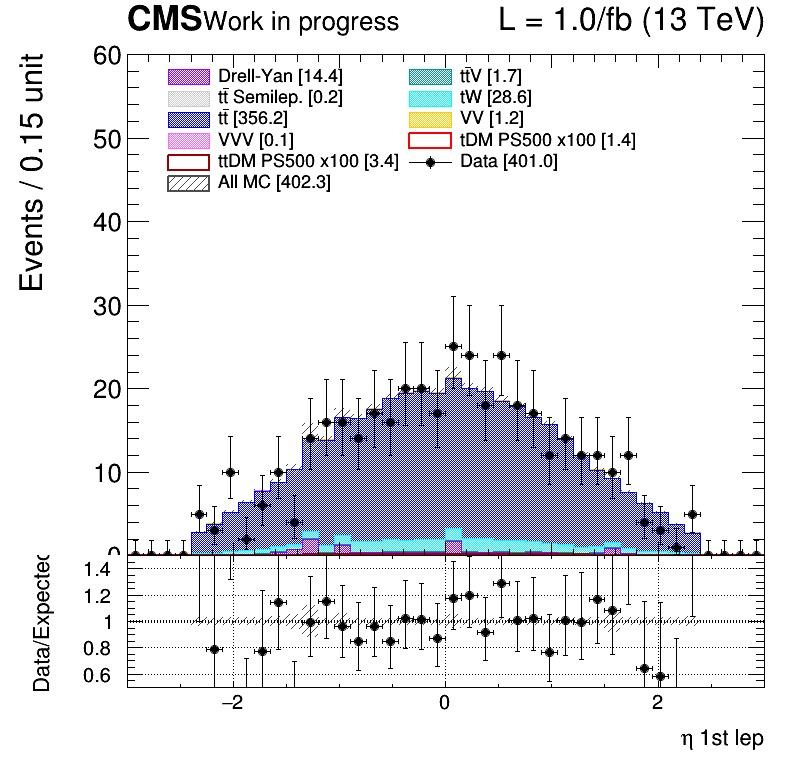 CMS Work in progress L = 1.0/fb (13 TeV)
Events / 0.15 unit
60
50
40
30
20
10
0
Drell-Yan [14.4] tt̄V [1.7]
tt̄ Semilep. [0.2] tW [28.6]
tt̄ [356.2] VV [1.2]
VVV [0.1] tDM PS500 x100 [1.4]
ttDM PS500 x100 [3.4] Data [401.0]
All MC [402.3]
Data/Expected
1.4
1.2
1
0.8
0.6
−2 0 2
η 1st lep